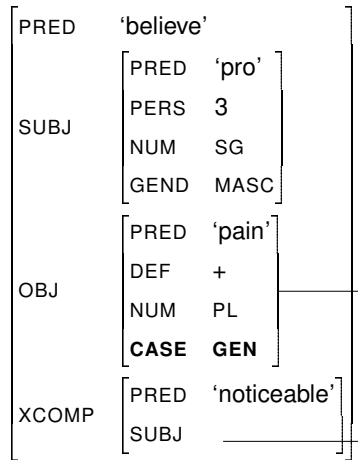 PRED ‘believe’
PRED ‘pro’
PERS 3
SUBJ
NUM SG
GEND MASC
PRED ‘pain’
DEF +
OBJ
NUM PL
CASE GEN
PRED ‘noticeable’
XCOMP
SUBJ